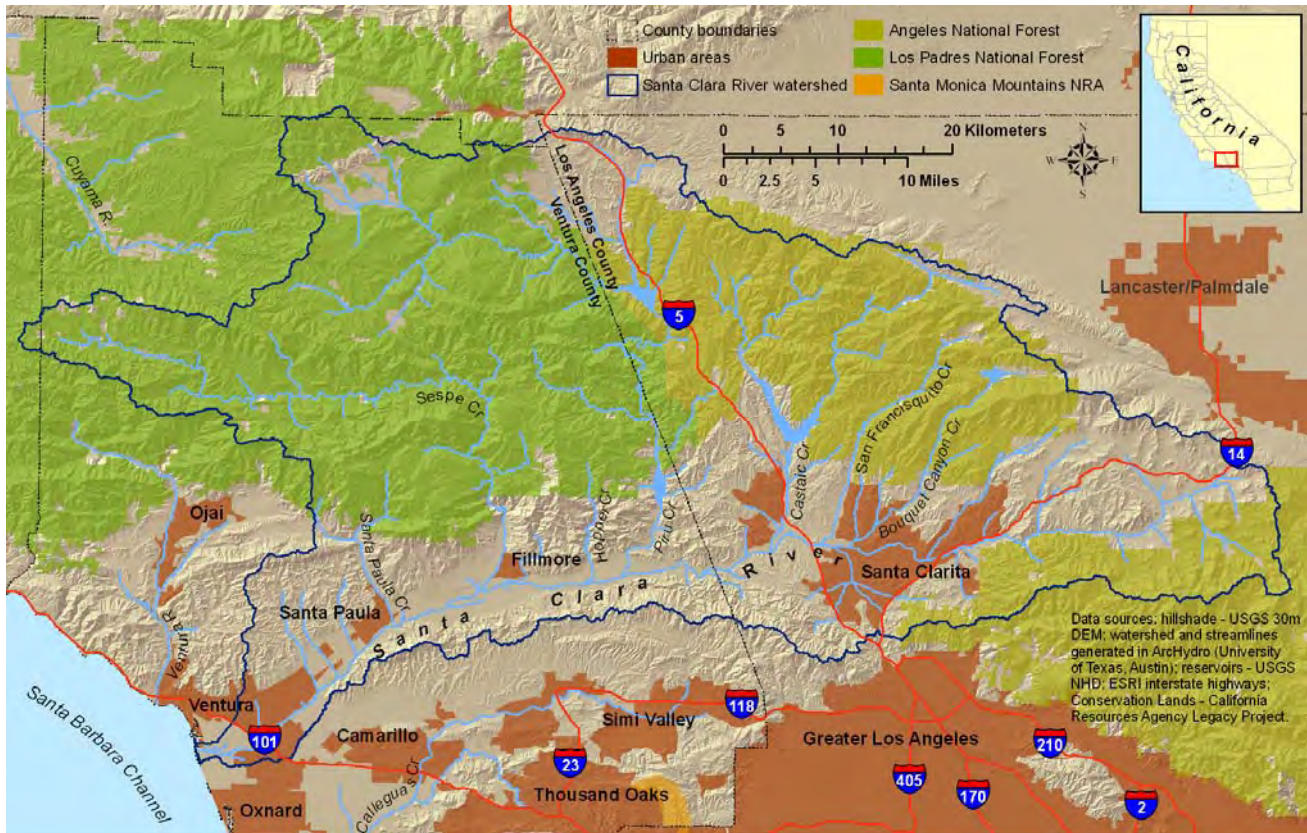 County boundaries
Urban areas
Santa Clara River watershed
Angeles National Forest
Los Padres National Forest
Santa Monica Mountains NRA
0 5 10 20 Kilometers
0 2.5 5 10 Miles
N
W E
S
California
Cuyama R.
Los Angeles County
Ventura County
5
Lancaster/Palmdale
14
Sespe Cr
San Francisquito Cr
Bouquet Canyon Cr
Castaic Cr
Ojai
Santa Paula Cr
Hopper Cr
Piru Cr
Fillmore
Santa Clara River
Santa Clarita
Santa Paula
Ventura R.
Data sources: hillshade - USGS 30m
DEM; watershed and streamlines
generated in ArcHydro (University
of Texas, Austin); reservoirs - USGS
NHD; ESRI interstate highways;
Conservation Lands - California
Resources Agency Legacy Project.
Ventura
101
Camarillo
Simi Valley
118
Greater Los Angeles
210
23
405
170
2
Santa Barbara Channel
Oxnard
Calleguas Cr
Thousand Oaks